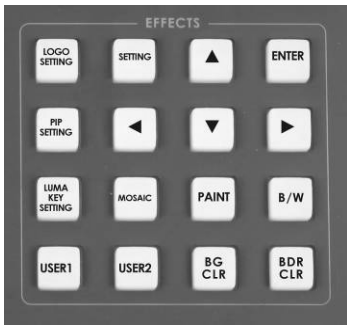 EFFECTS
LOGO
SETTING
SETTING
ENTER
PIP
SETTING
LUMA
KEY
SETTING
MOSAIC
PAINT
B/W
USER1
USER2
BG
CLR
BDR
CLR